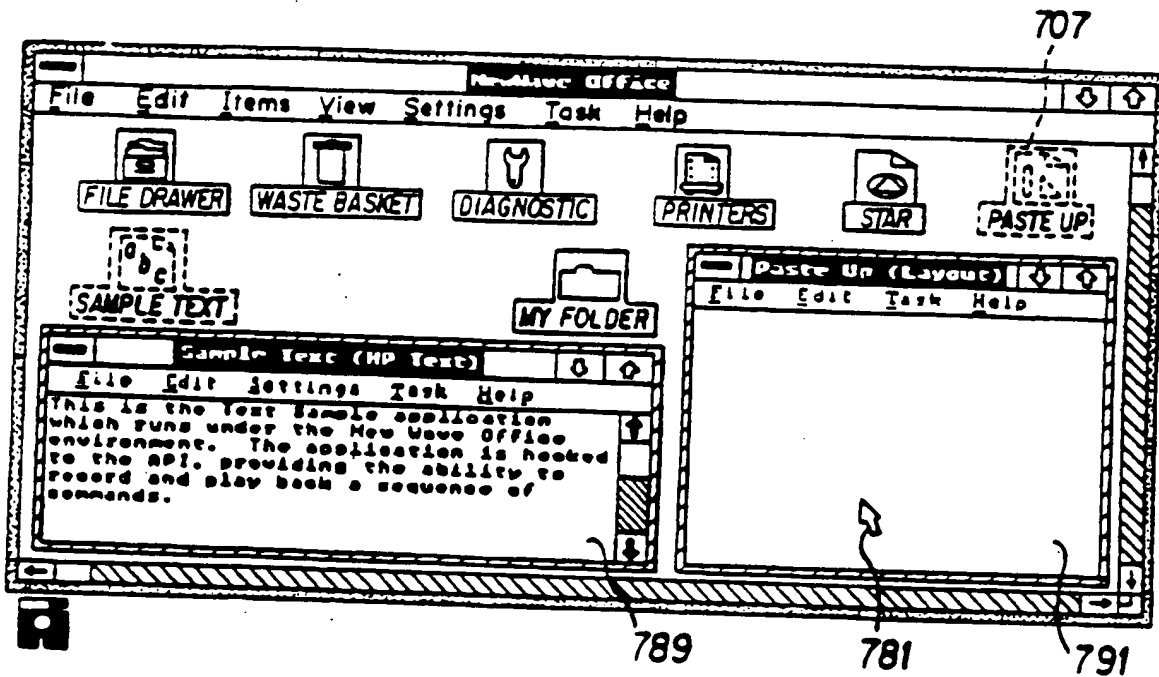 707
NewWave Office
File Edit Items View Settings Task Help
FILE DRAWER WASTE BASKET DIAGNOSTIC PRINTERS STAR PASTE UP
SAMPLE TEXT MY FOLDER
Paste Up (Layout)
File Edit Task Help
Sample Text (HP Text)
File Edit Settings Task Help
This is the Text Sample application
which runs under the New Wave Office
environment. The application is hooked
to the API, providing the ability to
record and play back a sequence of
commands.
789 781 791